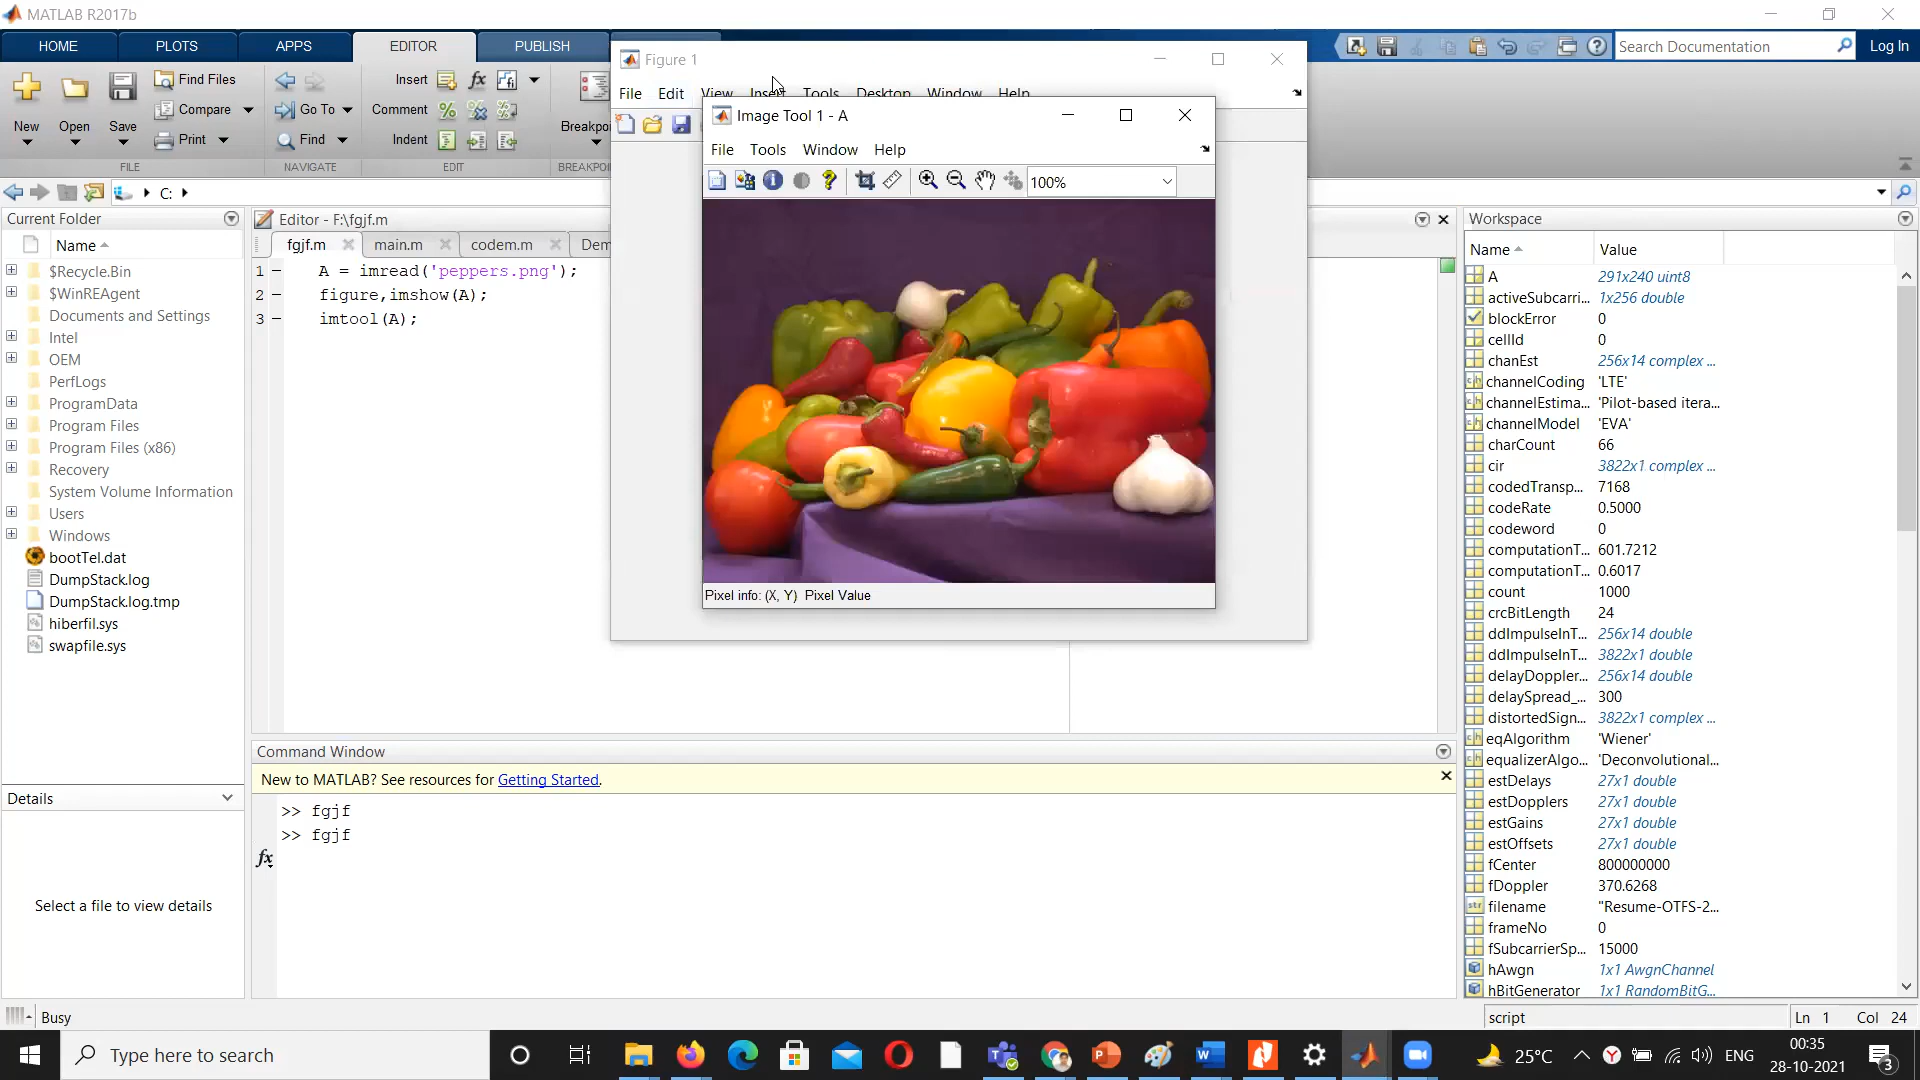 MATLAB R2017b
HOME
PLOTS
APPS
EDITOR
PUBLISH
Search Documentation
Log In
New
Open
Save
Find Files
Compare
Print
Go To
Find
Insert
Comment
Indent
Breakpoi
FILE
NAVIGATE
EDIT
BREAKPOI
Figure 1
File Edit View Insert Tools Desktop Window Help
Image Tool 1 - A
File Tools Window Help
100%
Pixel info: (X, Y) Pixel Value
C:
Current Folder
Name
$Recycle.Bin
$WinREAgent
Documents and Settings
Intel
OEM
PerfLogs
ProgramData
Program Files
Program Files (x86)
Recovery
System Volume Information
Users
Windows
bootTel.dat
DumpStack.log
DumpStack.log.tmp
hiberfil.sys
swapfile.sys
Details
Select a file to view details
Editor - F:\fgjf.m
fgjf.m main.m codem.m Dem
1 – A = imread('peppers.png');
2 – figure,imshow(A);
3 – imtool(A);
Command Window
New to MATLAB? See resources for Getting Started.
>> fgjf
>> fgjf
fx
Workspace
Name Value
A 291x240 uint8
activeSubcarri... 1x256 double
blockError 0
cellId 0
chanEst 256x14 complex ...
channelCoding 'LTE'
channelEstima... 'Pilot-based itera...
channelModel 'EVA'
charCount 66
cir 3822x1 complex ...
codedTransp... 7168
codeRate 0.5000
codeword 0
computationT... 601.7212
computationT... 0.6017
count 1000
crcBitLength 24
ddImpulseInT... 256x14 double
ddImpulseInT... 3822x1 double
delayDoppler... 256x14 double
delaySpread_... 300
distortedSign... 3822x1 complex ...
eqAlgorithm 'Wiener'
equalizerAlgo... 'Deconvolutional...
estDelays 27x1 double
estDopplers 27x1 double
estGains 27x1 double
estOffsets 27x1 double
fCenter 800000000
fDoppler 370.6268
filename "Resume-OTFS-2...
frameNo 0
fSubcarrierSp... 15000
hAwgn 1x1 AwgnChannel
hBitGenerator 1x1 RandomBitG...
Busy
script
Ln 1 Col 24
Type here to search
25°C
ENG
00:35
28-10-2021
3